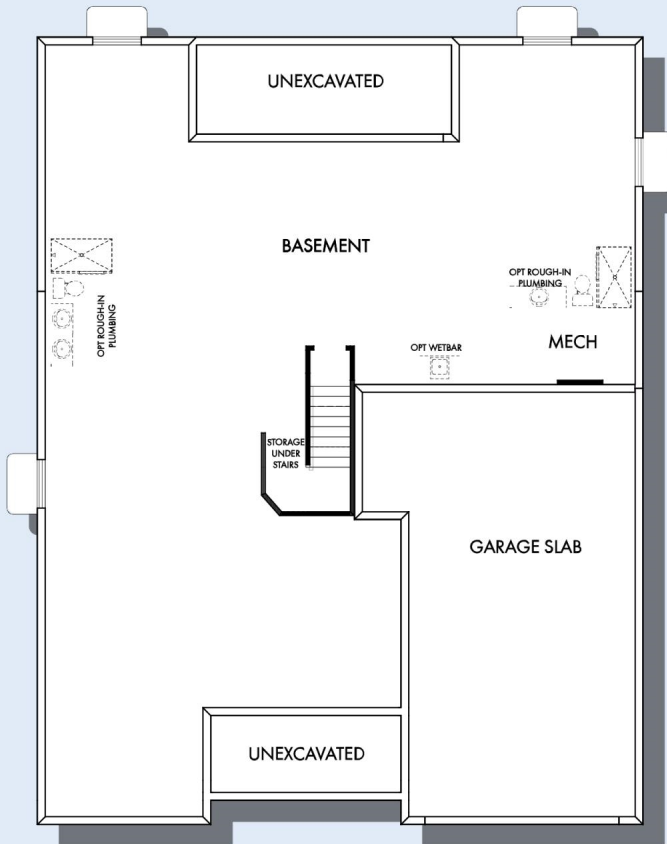 UNEXCAVATED
BASEMENT
OPT ROUGH-IN
PLUMBING
OPT ROUGH-IN
PLUMBING
MECH
OPT WETBAR
STORAGE
UNDER
STAIRS
GARAGE SLAB
UNEXCAVATED